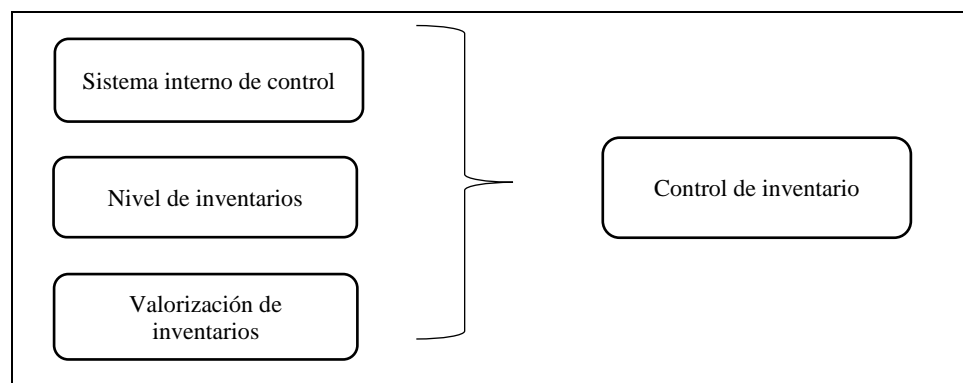 Sistema interno de control
Nivel de inventarios
Valorización de
inventarios
Control de inventario